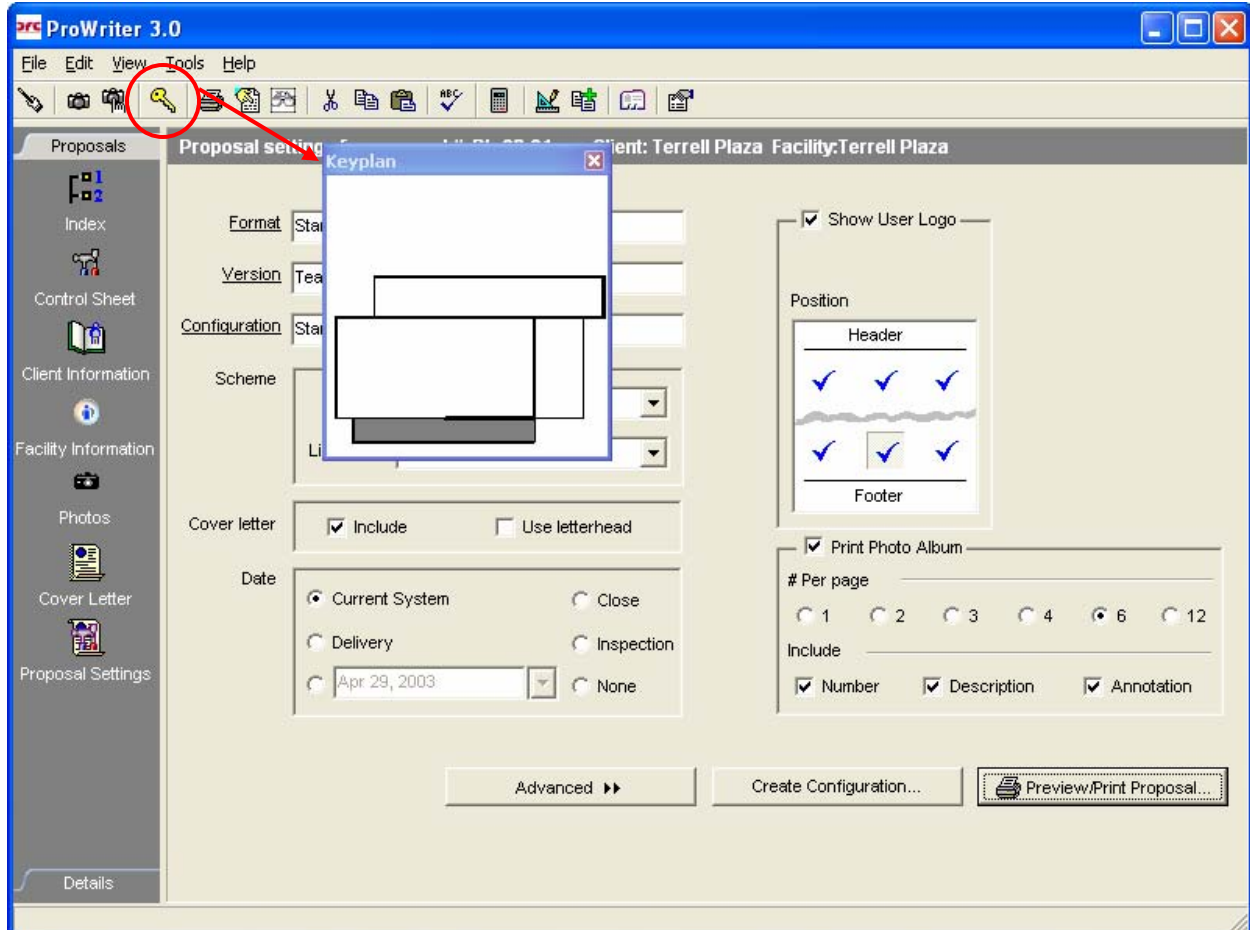 prc ProWriter 3.0
File Edit View Tools Help
ABC
Proposals
Proposal Client: Terrell Plaza Facility:Terrell Plaza
Keyplan
1
2
Index
Control Sheet
Client Information
Facility Information
Photos
Cover Letter
Proposal Settings
Details
Format Sta
Version Tea
Configuration Sta
Scheme
Li
Cover letter
Include Use letterhead
Date
Current System Close
Delivery Inspection
Apr 29, 2003 None
Show User Logo
Position
Header
Footer
Print Photo Album
# Per page
1 2 3 4 6 12
Include
Number Description Annotation
Advanced Create Configuration... Preview/Print Proposal...